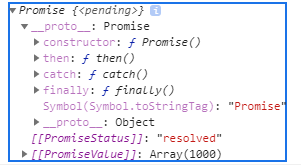 Promise {<pending>} i
▼ __proto__: Promise
▶ constructor: ƒ Promise()
▶ then: ƒ then()
▶ catch: ƒ catch()
▶ finally: ƒ finally()
Symbol(Symbol.toStringTag): "Promise"
▶ __proto__: Object
[[PromiseStatus]]: "resolved"
▶ [[PromiseValue]]: Array(1000)